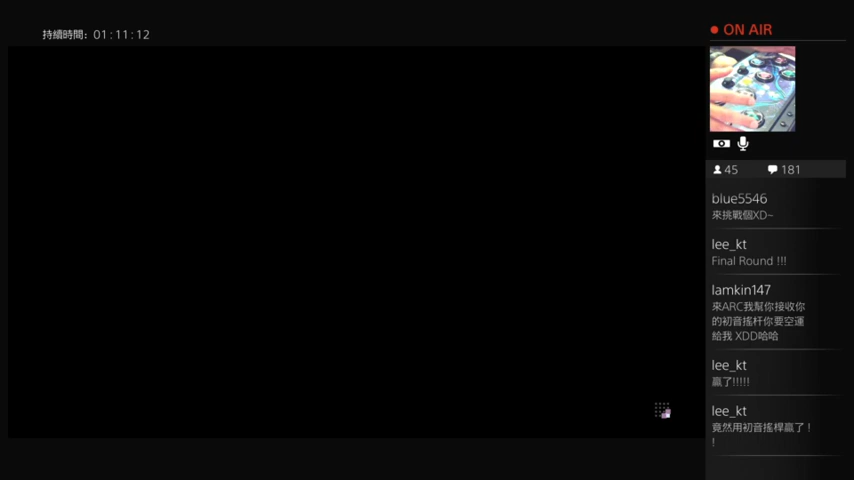 持續時間: 01:11:12
ON AIR
45 181
blue5546
來挑戰個XD~
lee_kt
Final Round !!!
lamkin147
來ARC我幫你接收你
的初音搖杆你要空運
給我 XDD哈哈
lee_kt
贏了!!!!!
lee_kt
竟然用初音搖桿贏了！
!